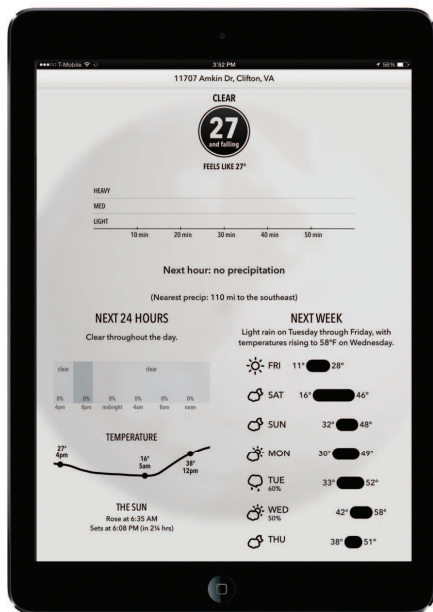 T-Mobile
3:52 PM
56%
11707 Amkin Dr, Clifton, VA
CLEAR
27
and falling
FEELS LIKE 27°
HEAVY
MED
LIGHT
10 min 20 min 30 min 40 min 50 min
Next hour: no precipitation
(Nearest precip: 110 mi to the southeast)
NEXT 24 HOURS
Clear throughout the day.
clear clear
0% 0% 0% 0% 0% 0%
4pm 8pm midnight 4am 8am noon
TEMPERATURE
27°
4pm
16°
5am
38°
12pm
THE SUN
Rose at 6:35 AM
Sets at 6:08 PM (in 2¼ hrs)
NEXT WEEK
Light rain on Tuesday through Friday, with
temperatures rising to 58°F on Wednesday.
FRI 11° 28°
SAT 16° 46°
SUN 32° 48°
MON 30° 49°
TUE 33° 52°
60%
WED 42° 58°
50%
THU 38° 51°